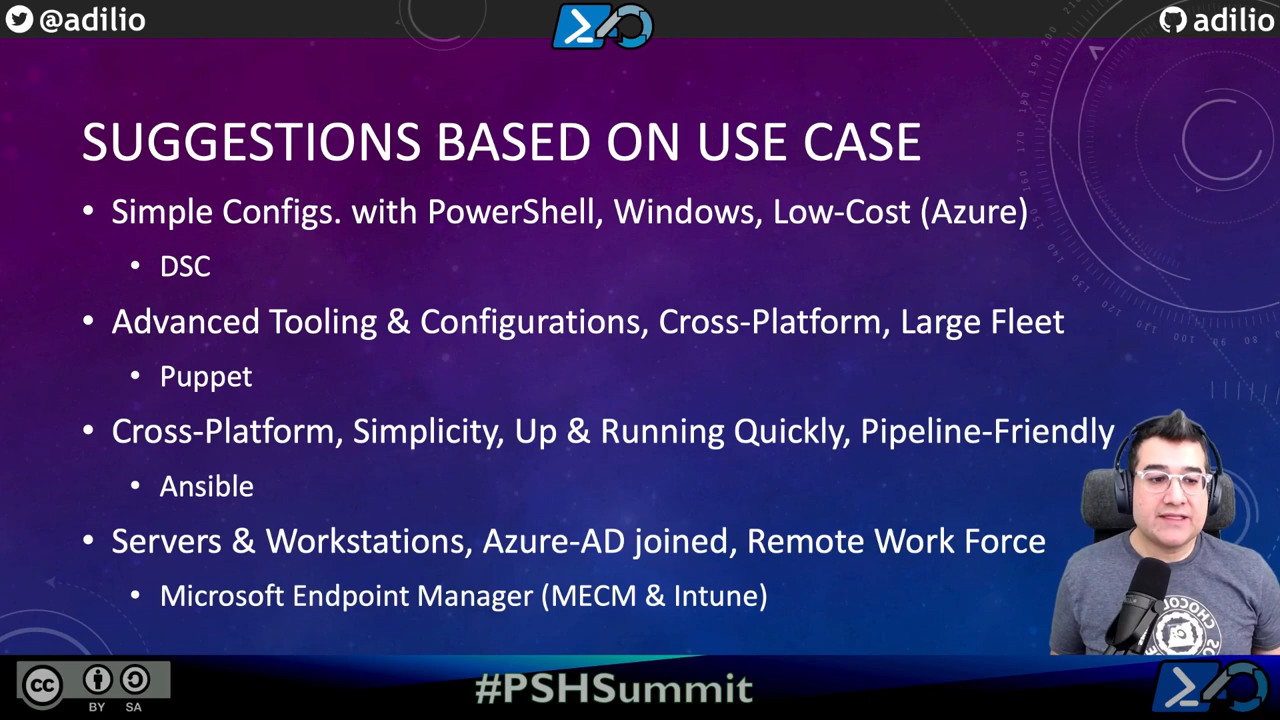 @adilio
adilio
SUGGESTIONS BASED ON USE CASE
• Simple Configs. with PowerShell, Windows, Low-Cost (Azure)
• DSC
• Advanced Tooling & Configurations, Cross-Platform, Large Fleet
• Puppet
• Cross-Platform, Simplicity, Up & Running Quickly, Pipeline-Friendly
• Ansible
• Servers & Workstations, Azure-AD joined, Remote Work Force
• Microsoft Endpoint Manager (MECM & Intune)
cc
BY SA
#PSHSummit